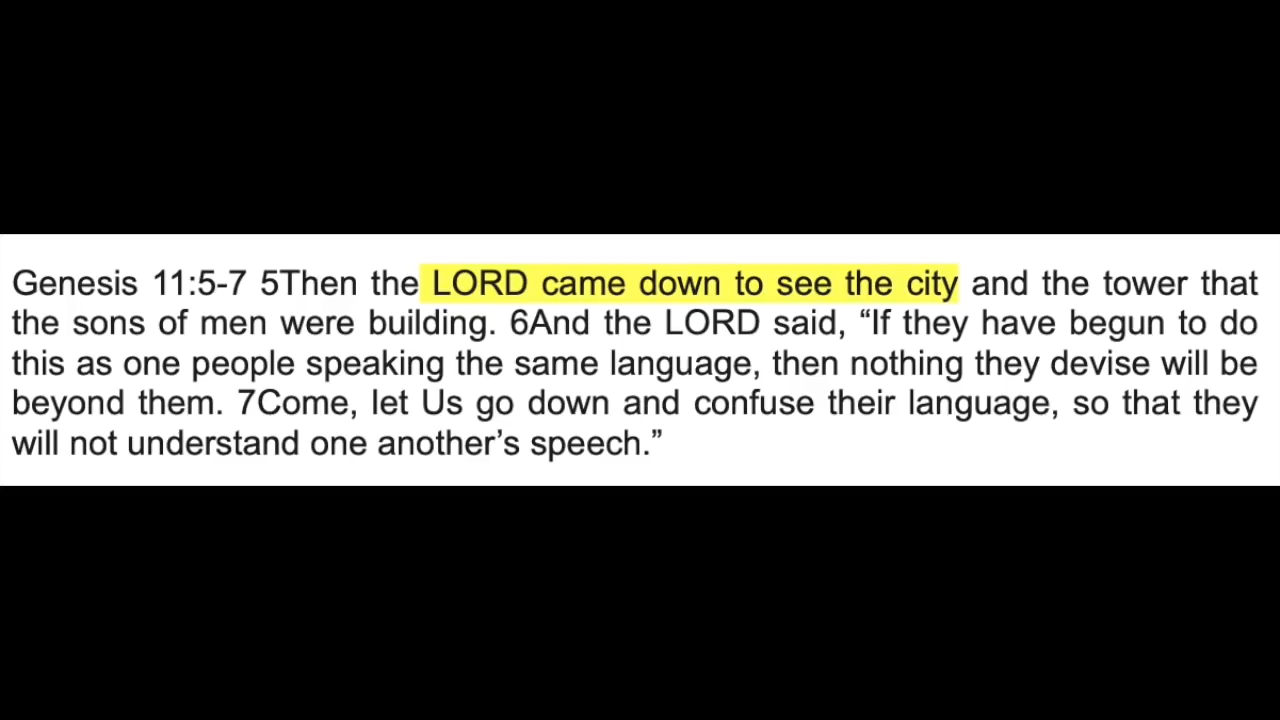 Genesis 11:5-7 5Then the LORD came down to see the city and the tower that
the sons of men were building. 6And the LORD said, “If they have begun to do
this as one people speaking the same language, then nothing they devise will be
beyond them. 7Come, let Us go down and confuse their language, so that they
will not understand one another’s speech.”